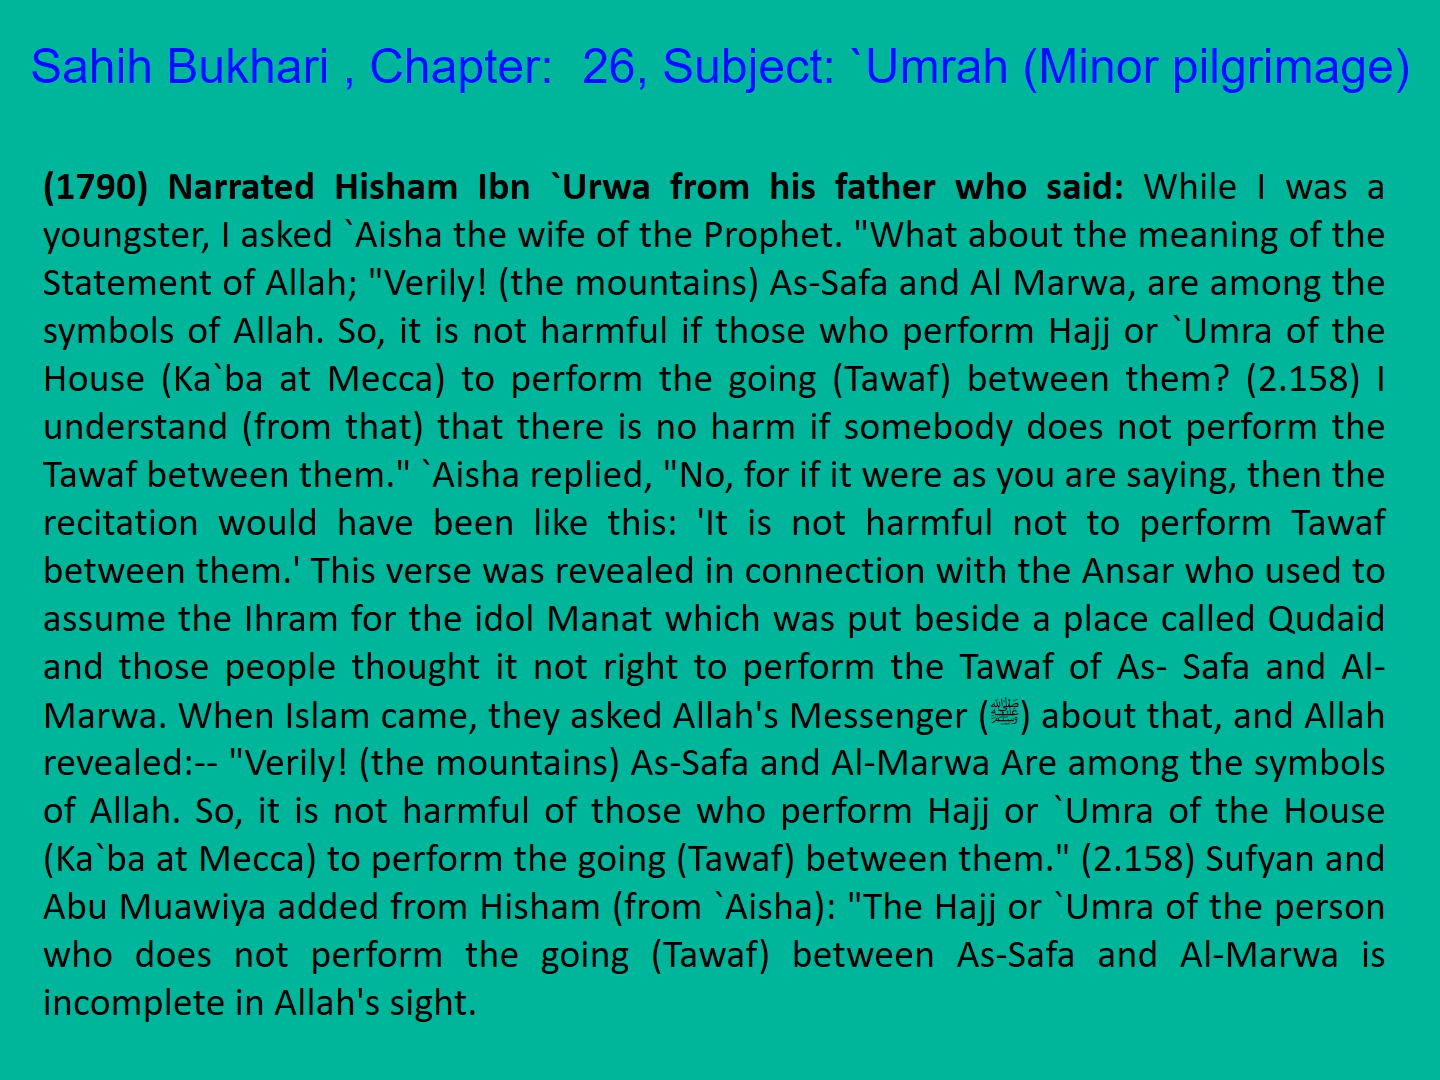 Sahih Bukhari , Chapter:  26, Subject: `Umrah (Minor pilgrimage)
(1790) Narrated Hisham Ibn `Urwa from his father who said: While I was a
youngster, I asked `Aisha the wife of the Prophet. "What about the meaning of the
Statement of Allah; "Verily! (the mountains) As-Safa and Al Marwa, are among the
symbols of Allah. So, it is not harmful if those who perform Hajj or `Umra of the
House (Ka`ba at Mecca) to perform the going (Tawaf) between them? (2.158) I
understand (from that) that there is no harm if somebody does not perform the
Tawaf between them." `Aisha replied, "No, for if it were as you are saying, then the
recitation would have been like this: 'It is not harmful not to perform Tawaf
between them.' This verse was revealed in connection with the Ansar who used to
assume the Ihram for the idol Manat which was put beside a place called Qudaid
and those people thought it not right to perform the Tawaf of As- Safa and Al-
Marwa. When Islam came, they asked Allah's Messenger (ﷺ) about that, and Allah
revealed:-- "Verily! (the mountains) As-Safa and Al-Marwa Are among the symbols
of Allah. So, it is not harmful of those who perform Hajj or `Umra of the House
(Ka`ba at Mecca) to perform the going (Tawaf) between them." (2.158) Sufyan and
Abu Muawiya added from Hisham (from `Aisha): "The Hajj or `Umra of the person
who does not perform the going (Tawaf) between As-Safa and Al-Marwa is
incomplete in Allah's sight.